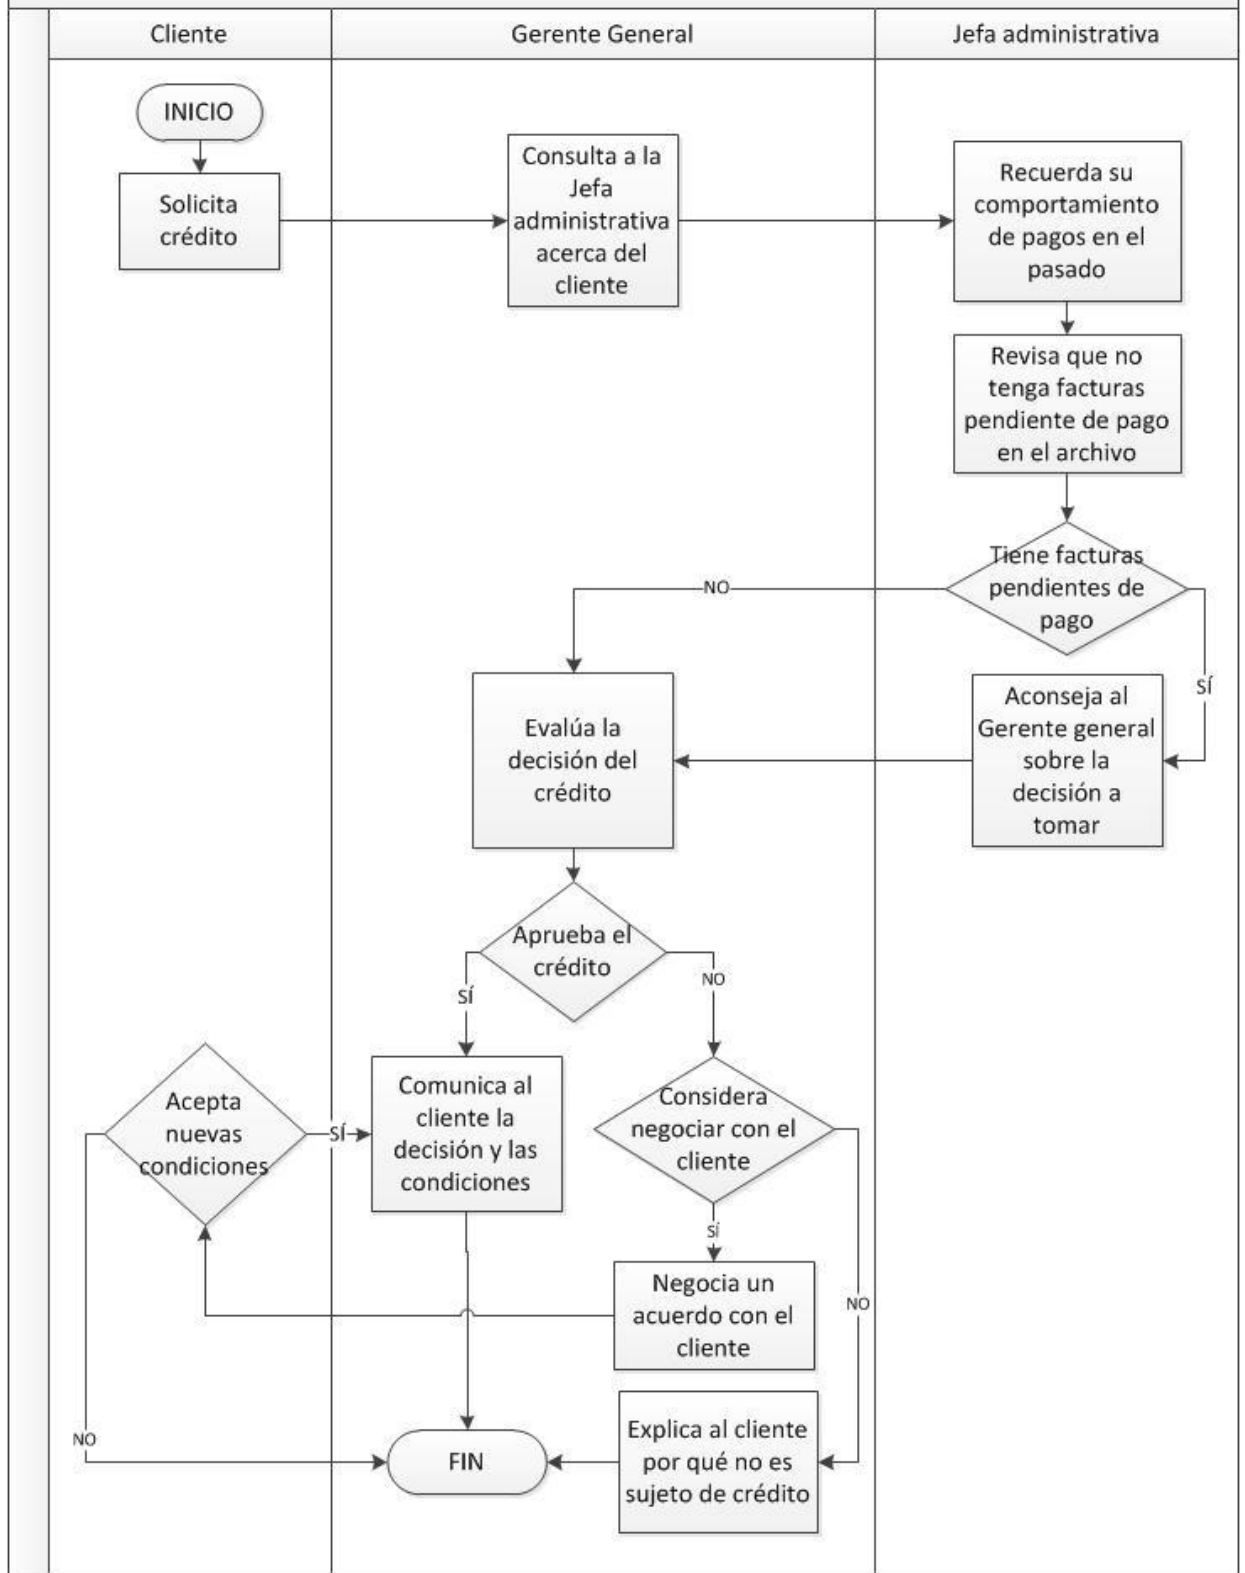 Cliente
Gerente General
Jefa administrativa
INICIO
Solicita
crédito
Consulta a la
Jefa
administrativa
acerca del
cliente
Recuerda su
comportamiento
de pagos en el
pasado
Revisa que no
tenga facturas
pendiente de pago
en el archivo
Tiene facturas
pendientes de
pago
NO
SÍ
Aconseja al
Gerente general
sobre la
decisión a
tomar
Evalúa la
decisión del
crédito
Aprueba el
crédito
SÍ
NO
Comunica al
cliente la
decisión y las
condiciones
Considera
negociar con el
cliente
Acepta
nuevas
condiciones
SÍ
SÍ
NO
Negocia un
acuerdo con el
cliente
NO
Explica al cliente
por qué no es
sujeto de crédito
FIN